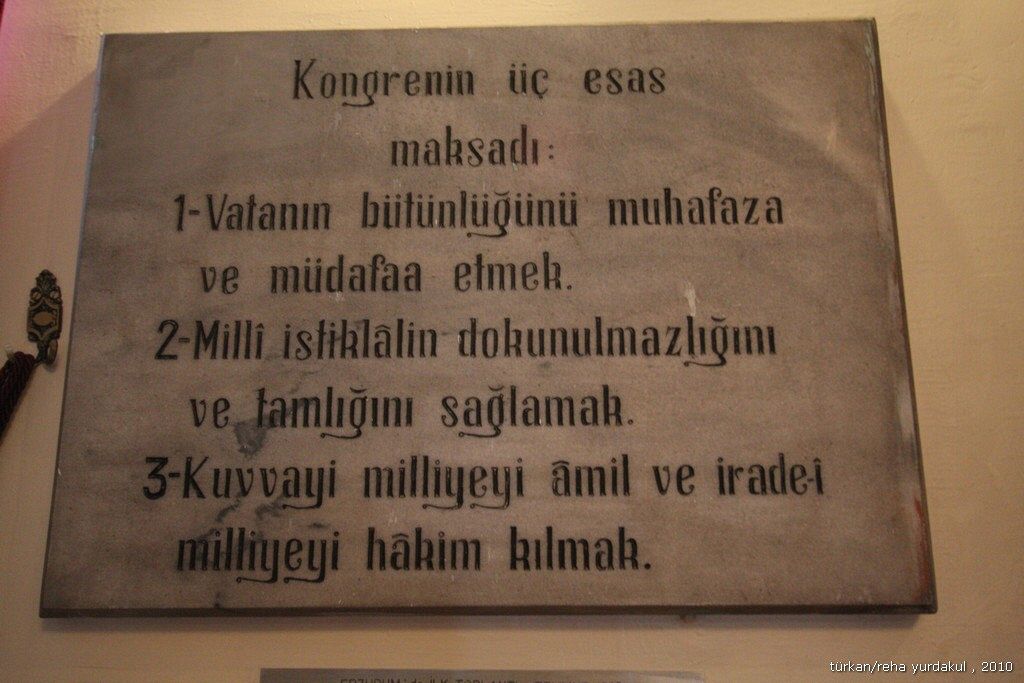 Kongrenin üç esas
maksadı:
1-Vatanın bütünlüğünü muhafaza
ve müdafaa etmek.
2-Millî istiklâlin dokunulmazlığını
ve tamlığını sağlamak.
3-Kuvvayi milliyeyi âmil ve irade-i
milliyeyi hâkim kılmak.
türkan/reha yurdakul , 2010